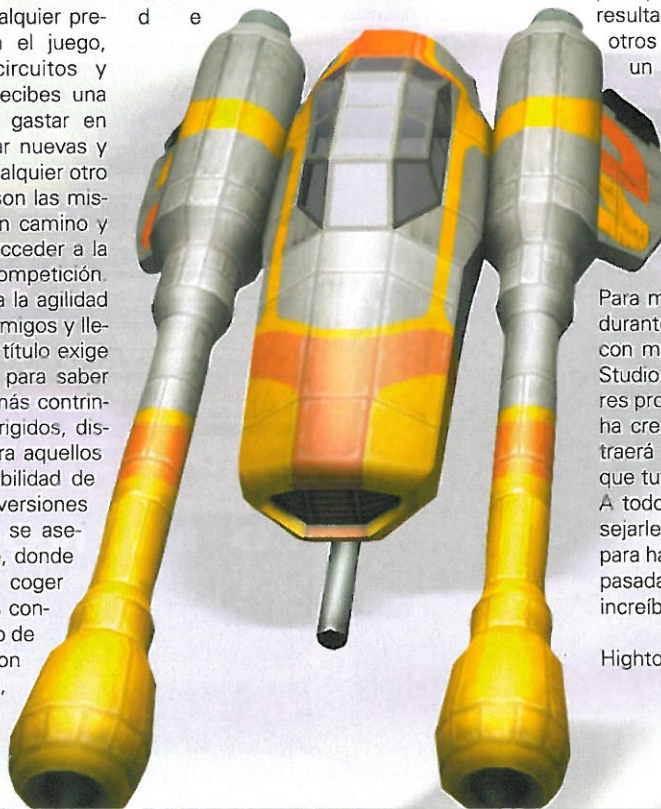 alquier pre-
n el juego,
circuitos y
ecibes una
gastar en
ar nuevas y
alquier otro
son las mis-
n camino y
cceder a la
ompetición.
a la agilidad
migos y lle-
título exige
para saber
más contrin-
rigidos, dis-
ra aquellos
bilidad de
versiones
se ase-
, donde
coger
s con-
o de
on
,
d e
resulta
otros
un
Para m
durante
con m
Studio
res pro
ha cre
traerá
que tu
A todo
sejarle
para ha
pasada
increíb
Highto